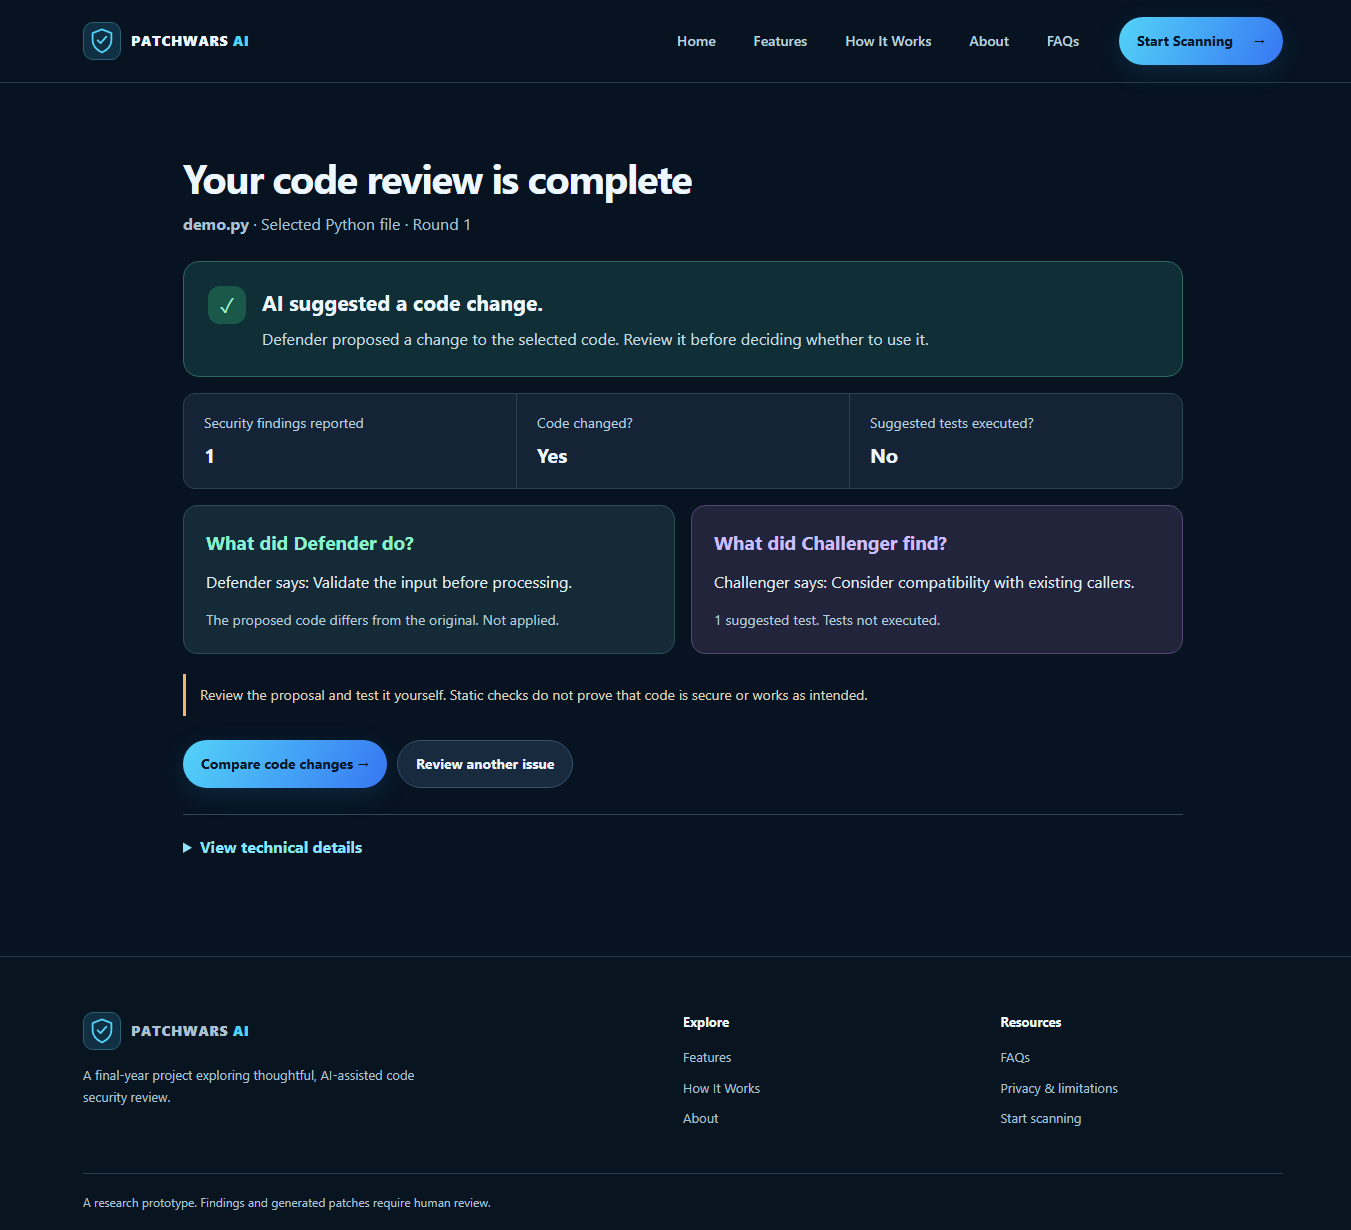 PATCHWARS AI
Home
Features
How It Works
About
FAQs
Start Scanning →
Your code review is complete
demo.py · Selected Python file · Round 1
✓
AI suggested a code change.
Defender proposed a change to the selected code. Review it before deciding whether to use it.
Security findings reported
1
Code changed?
Yes
Suggested tests executed?
No
What did Defender do?
Defender says: Validate the input before processing.
The proposed code differs from the original. Not applied.
What did Challenger find?
Challenger says: Consider compatibility with existing callers.
1 suggested test. Tests not executed.
Review the proposal and test it yourself. Static checks do not prove that code is secure or works as intended.
Compare code changes →
Review another issue
View technical details
PATCHWARS AI
A final-year project exploring thoughtful, AI-assisted code
security review.
Explore
Features
How It Works
About
Resources
FAQs
Privacy & limitations
Start scanning
A research prototype. Findings and generated patches require human review.